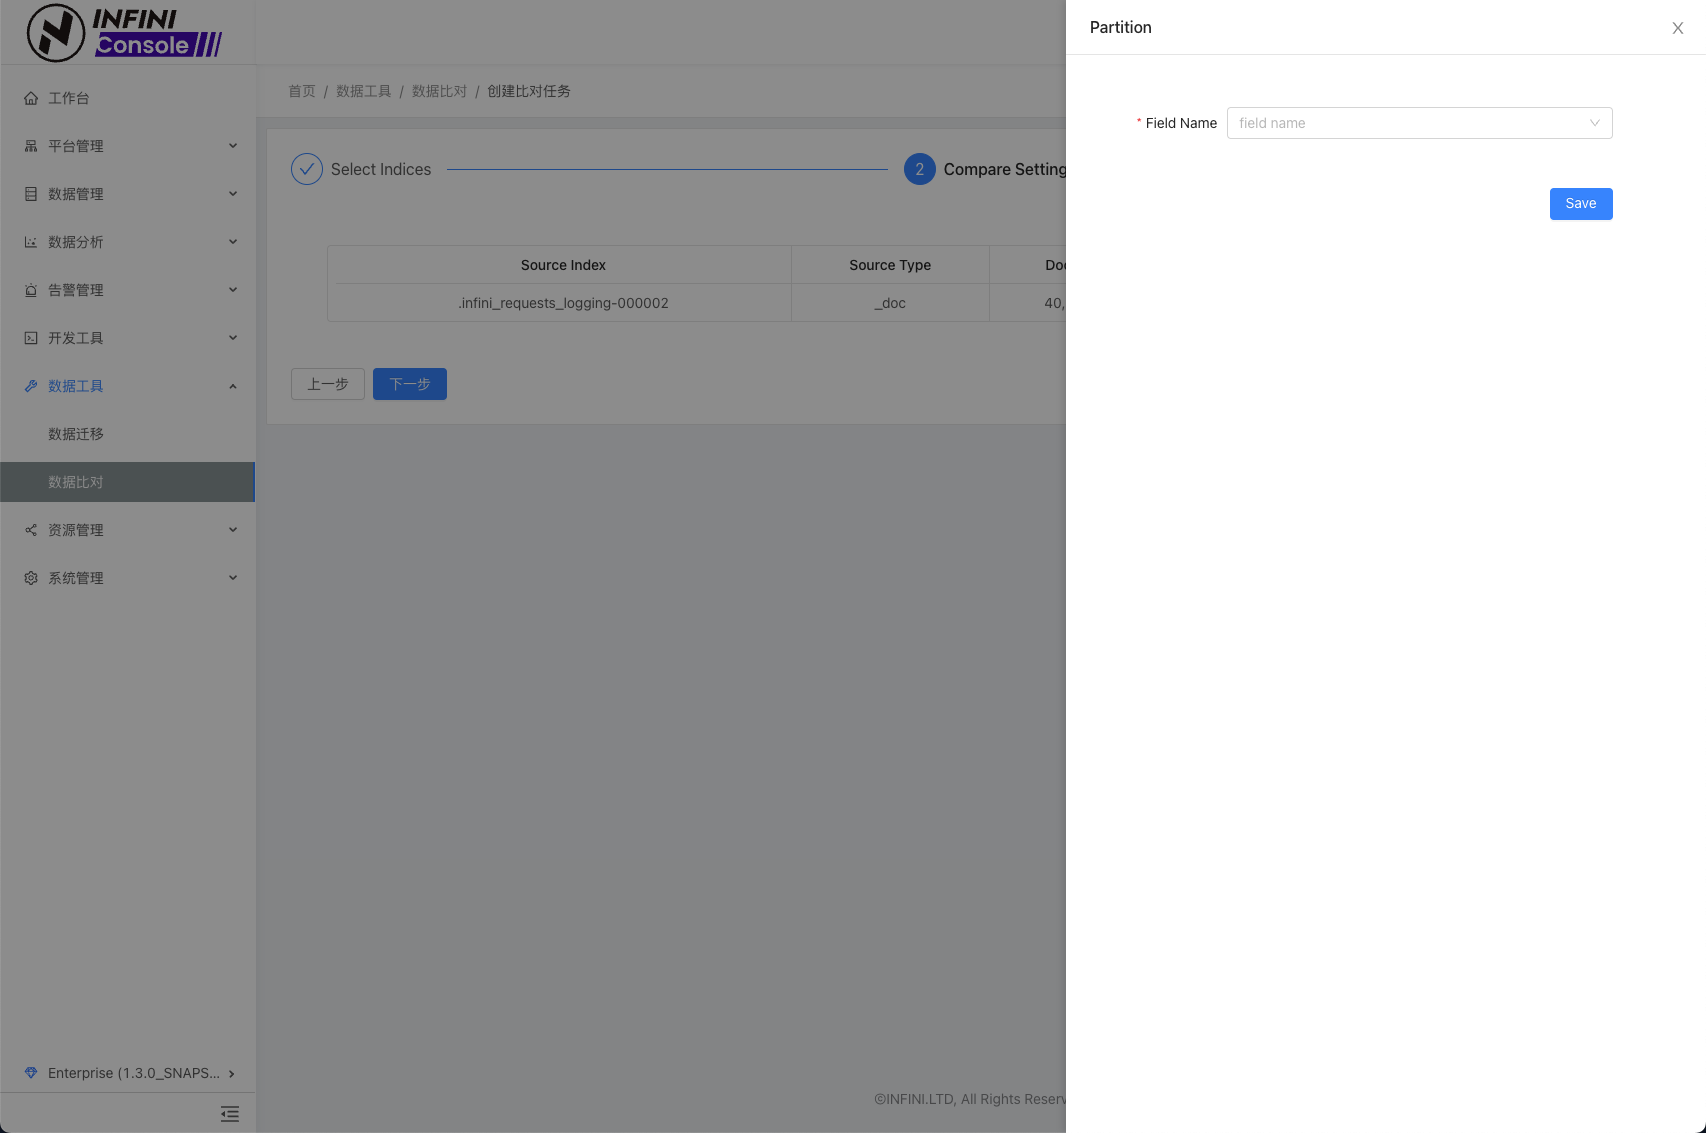 INFINI
Console
工作台
平台管理
数据管理
数据分析
告警管理
开发工具
数据工具
数据迁移
数据比对
资源管理
系统管理
Enterprise (1.3.0_SNAPS...
首页 / 数据工具 / 数据比对 / 创建比对任务
Select Indices
2 Compare Setting
Source Index Source Type
.infini_requests_logging-000002 _doc 40,
上一步 下一步
©INFINI.LTD, All Rights Reserv
Partition
* Field Name field name
Save